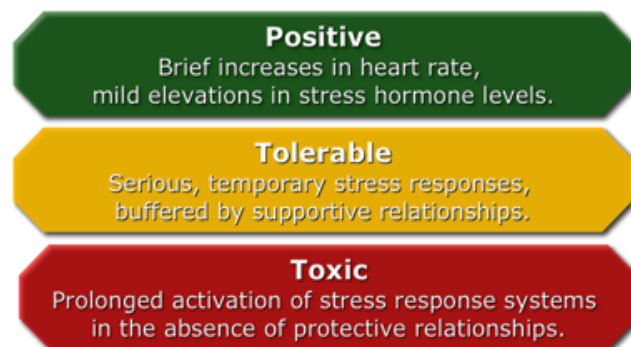 Positive
Brief increases in heart rate,
mild elevations in stress hormone levels.
Tolerable
Serious, temporary stress responses,
buffered by supportive relationships.
Toxic
Prolonged activation of stress response systems
in the absence of protective relationships.